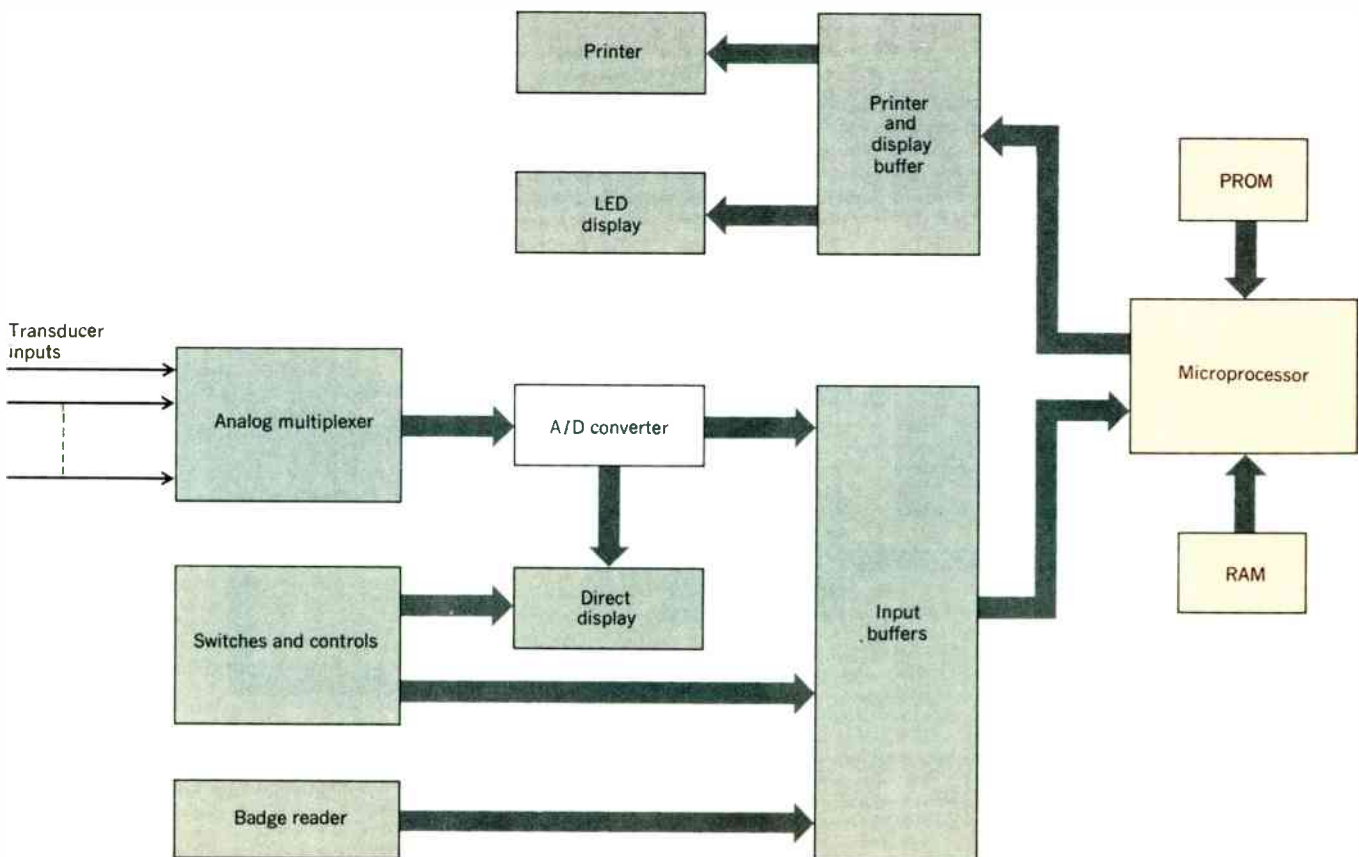 Printer
Printer
and
display
buffer
LED
display
PROM
Microprocessor
RAM
Transducer
inputs
Analog multiplexer
A/D converter
Direct
display
Switches and controls
Input
buffers
Badge reader